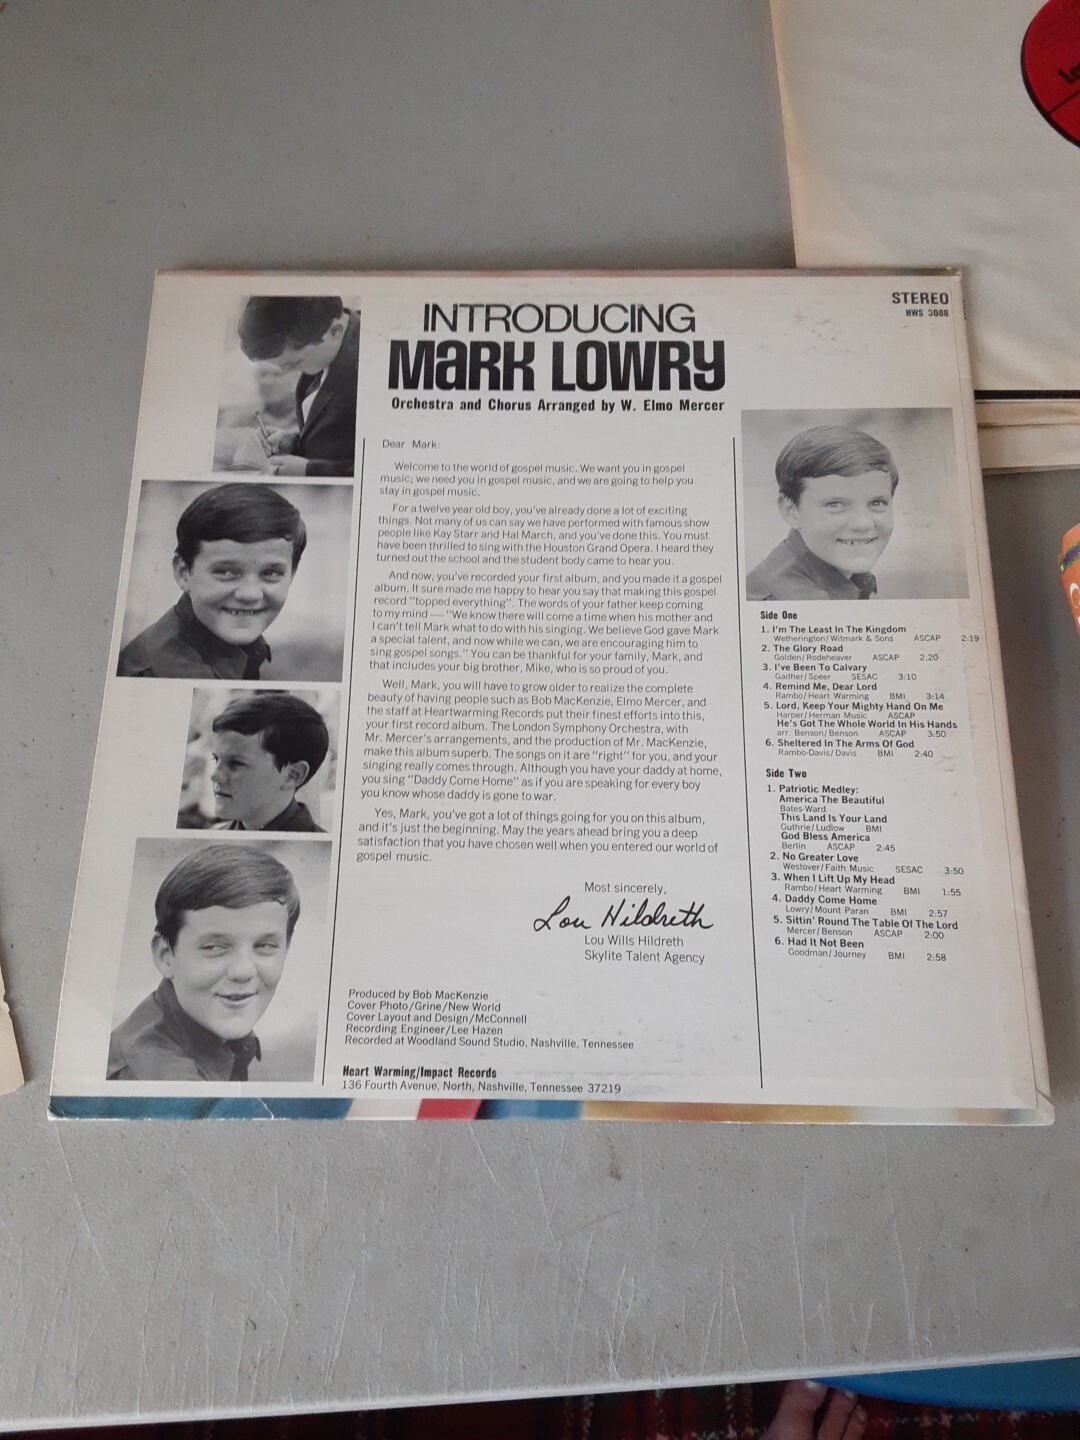 STEREO
HWS 3088
INTRODUCING
MARK LOWRY
Orchestra and Chorus Arranged by W. Elmo Mercer
Dear Mark:
Welcome to the world of gospel music. We want you in gospel
music; we need you in gospel music, and we are going to help you
stay in gospel music.
For a twelve year old boy, you've already done a lot of exciting
things. Not many of us can say we have performed with famous show
people like Kay Starr and Hal March, and you've done this. You must
have been thrilled to sing with the Houston Grand Opera. I heard they
turned out the school and the student body came to hear you.
And now, you've recorded your first album, and you made it a gospel
album. It sure made me happy to hear you say that making this gospel
record "topped everything". The words of your father keep coming
to my mind — "We know there will come a time when his mother and
I can't tell Mark what to do with his singing. We believe God gave Mark
a special talent, and now while we can, we are encouraging him to
sing gospel songs." You can be thankful for your family, Mark, and
that includes your big brother, Mike, who is so proud of you.
Well, Mark, you will have to grow older to realize the complete
beauty of having people such as Bob MacKenzie, Elmo Mercer, and
the staff at Heartwarming Records put their finest efforts into this,
your first record album. The London Symphony Orchestra, with
Mr. Mercer's arrangements, and the production of Mr. MacKenzie,
make this album superb. The songs on it are "right" for you, and your
singing really comes through. Although you have your daddy at home,
you sing "Daddy Come Home" as if you are speaking for every boy
you know whose daddy is gone to war.
Yes, Mark, you've got a lot of things going for you on this album,
and it's just the beginning. May the years ahead bring you a deep
satisfaction that you have chosen well when you entered our world of
gospel music.
Most sincerely,
Lou Hildreth
Lou Wills Hildreth
Skylite Talent Agency
Produced by Bob MacKenzie
Cover Photo/Grine/New World
Cover Layout and Design/McConnell
Recording Engineer/Lee Hazen
Recorded at Woodland Sound Studio, Nashville, Tennessee
Heart Warming/Impact Records
136 Fourth Avenue, North, Nashville, Tennessee 37219
Side One
1. I'm The Least In The Kingdom
Wetherington/Witmark & Sons ASCAP 2:19
2. The Glory Road
Golden/Rodeheaver ASCAP 2:20
3. I've Been To Calvary
Gaither/Speer SESAC 3:10
4. Remind Me, Dear Lord
Rambo/Heart Warming BMI 3:14
5. Lord, Keep Your Mighty Hand On Me
Harper/Herman Music ASCAP
He's Got The Whole World In His Hands
arr. Benson/Benson ASCAP 3:50
6. Sheltered In The Arms Of God
Rambo-Davis/Davis BMI 2:40
Side Two
1. Patriotic Medley:
America The Beautiful
Bates-Ward
This Land Is Your Land
Guthrie/Ludlow BMI
God Bless America
Berlin ASCAP 2:45
2. No Greater Love
Westover/Faith Music SESAC 3:50
3. When I Lift Up My Head
Rambo/Heart Warming BMI 1:55
4. Daddy Come Home
Lowry/Mount Paran BMI 2:57
5. Sittin' Round The Table Of The Lord
Mercer/Benson ASCAP 2:00
6. Had It Not Been
Goodman/Journey BMI 2:58